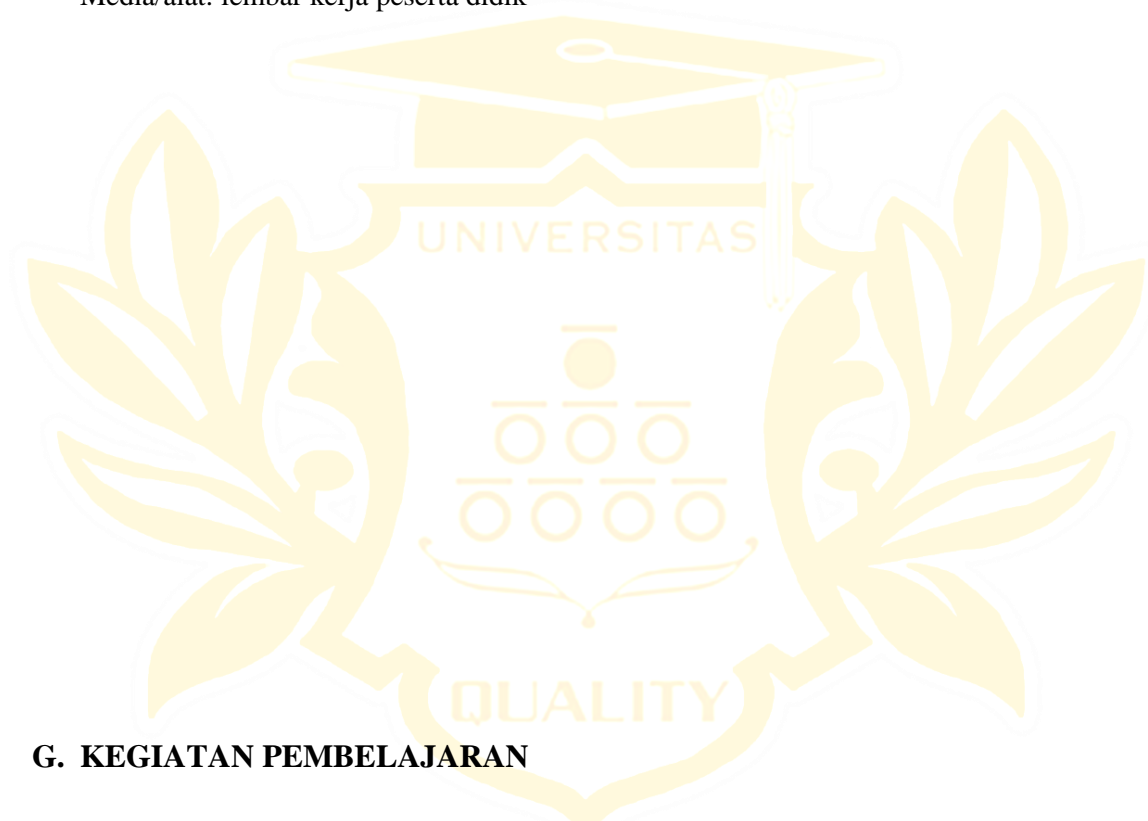 Media/alat: lembar kerja peserta didik
UNIVERSITAS
QUALITY
G. KEGIATAN PEMBELAJARAN